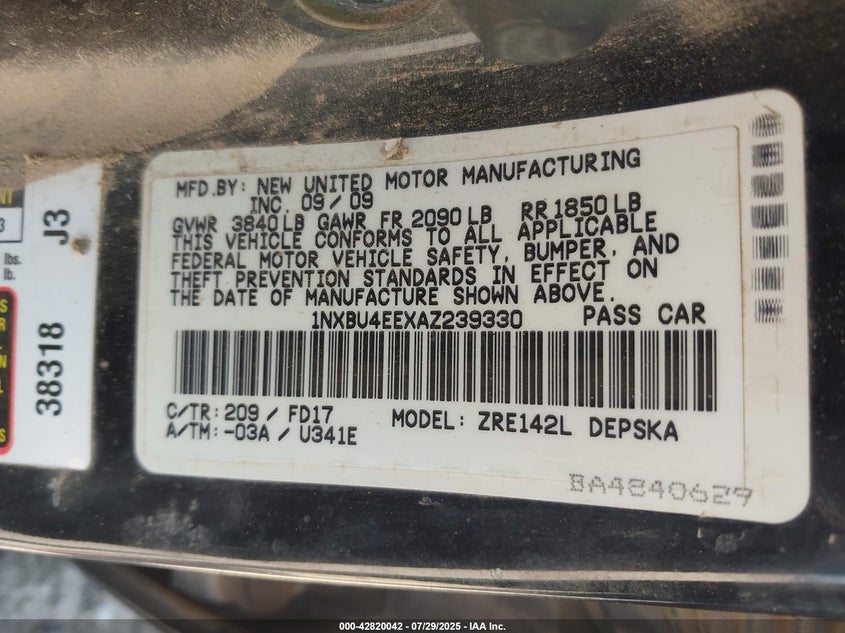 MFD.BY: NEW UNITED MOTOR MANUFACTURING
INC. 09/09
GVWR 3840LB GAWR FR 2090LB RR1850LB
THIS VEHICLE CONFORMS TO ALL APPLICABLE
FEDERAL MOTOR VEHICLE SAFETY, BUMPER, AND
THEFT PREVENTION STANDARDS IN EFFECT ON
THE DATE OF MANUFACTURE SHOWN ABOVE.
1NXBU4EEXAZ239330 PASS CAR
C/TR: 209 / FD17 MODEL: ZRE142L DEPSKA
A/TM: -03A / U341E
BA4840629
38318 J3
lbs.
lb.
000-42820042 - 07/29/2025 - IAA Inc.